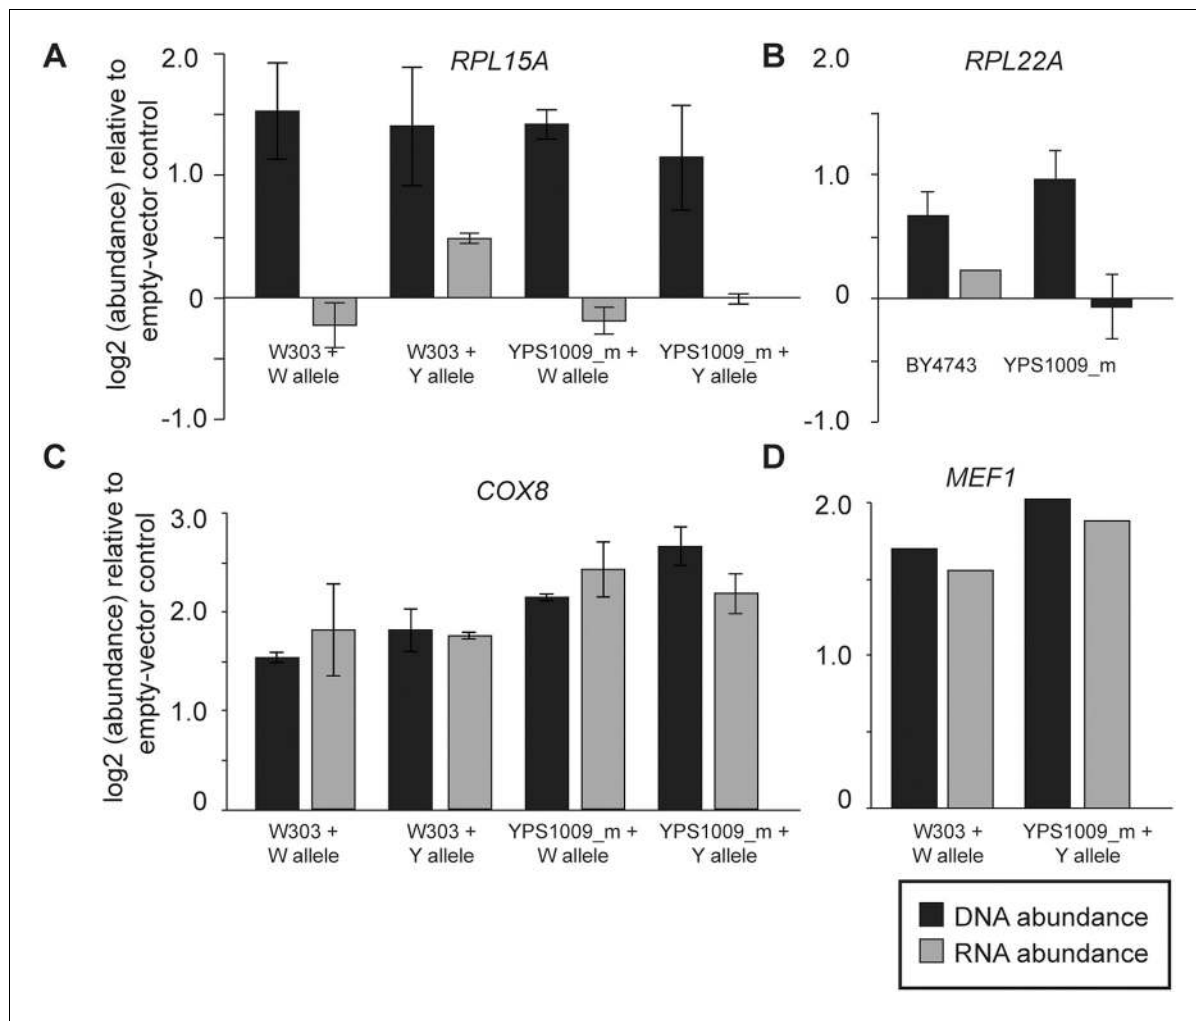 A
RPL15A
log2 (abundance) relative to
empty-vector control
2.0
1.0
0
-1.0
W303 +
W allele
W303 +
Y allele
YPS1009_m +
W allele
YPS1009_m +
Y allele
B
RPL22A
2.0
1.0
0
-1.0
BY4743
YPS1009_m
C
COX8
log2 (abundance) relative to
empty-vector control
3.0
2.0
1.0
0
W303 +
W allele
W303 +
Y allele
YPS1009_m +
W allele
YPS1009_m +
Y allele
D
MEF1
2.0
1.0
0
W303 +
W allele
YPS1009_m +
Y allele
DNA abundance
RNA abundance